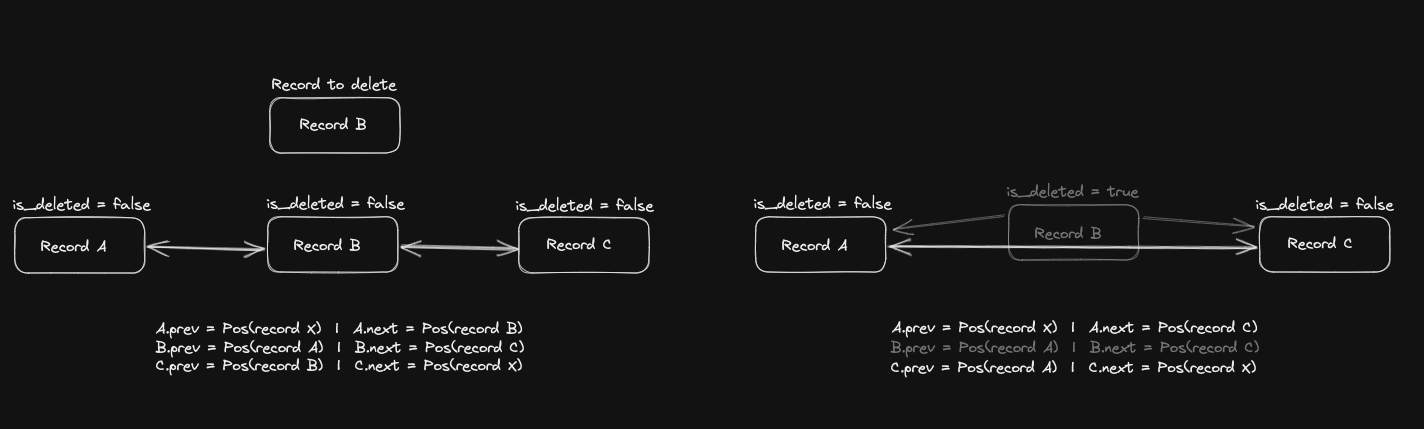 Record to delete
Record B
is_deleted = false
is_deleted = false
is_deleted = false
Record A
Record B
Record C
A.prev = Pos(record X) | A.next = Pos(record B)
B.prev = Pos(record A) | B.next = Pos(record C)
C.prev = Pos(record B) | C.next = Pos(record X)
is_deleted = false
is_deleted = true
is_deleted = false
Record A
Record B
Record C
A.prev = Pos(record X) | A.next = Pos(record C)
B.prev = Pos(record A) | B.next = Pos(record C)
C.prev = Pos(record A) | C.next = Pos(record X)